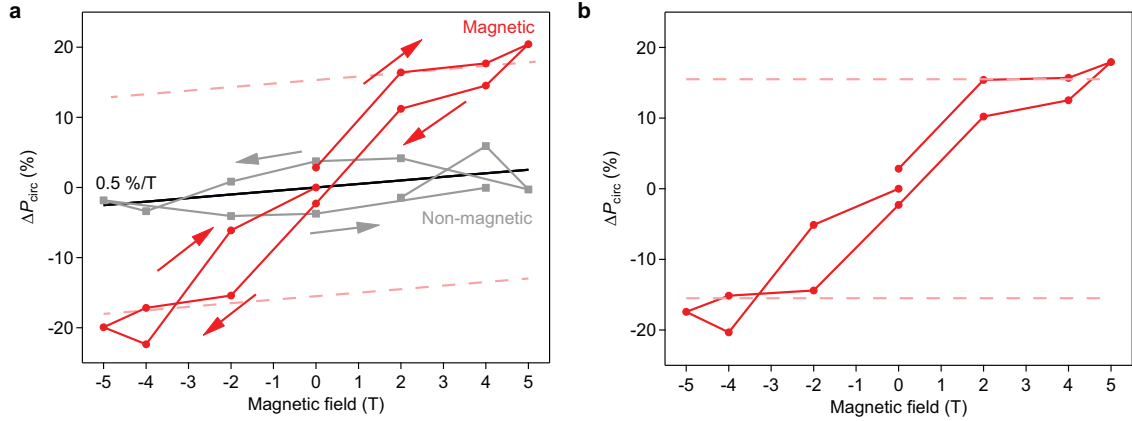 a
Magnetic
20
10
0
-10
-20
0.5 %/T
Non-magnetic
ΔPcirc (%)
-5 -4 -3 -2 -1 0 1 2 3 4 5
Magnetic field (T)
b
20
10
0
-10
-20
ΔPcirc (%)
-5 -4 -3 -2 -1 0 1 2 3 4 5
Magnetic field (T)